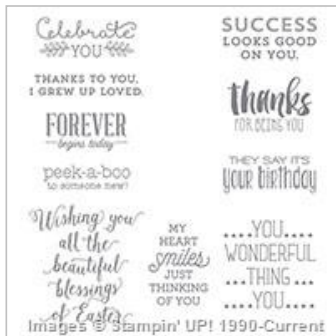 Celebrate
YOU
THANKS TO YOU,
I GREW UP LOVED.
FOREVER
begins today
peek-a-boo
to someone new!
Wishing you
all the
beautiful
blessings
of Easter
SUCCESS
LOOKS GOOD
ON YOU.
thanks
FOR BEING YOU
THEY SAY IT'S
your birthday
MY
HEART
smiles
JUST
THINKING
OF YOU
....YOU....
WONDERFUL
...THING...
....YOU....
Images © Stampin' UP! 1990-Current